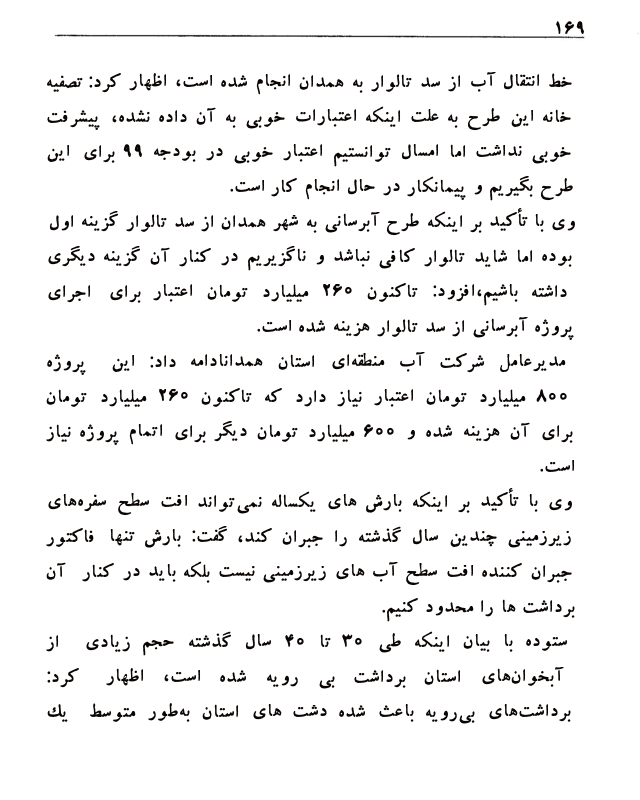 ۱۶۹
خط انتقال آب از سد تالوار به همدان انجام شده است، اظهار کرد: تصفیه
خانه این طرح به علت اینکه اعتبارات خوبی به آن داده نشده، پیشرفت
خوبی نداشت اما امسال توانستیم اعتبار خوبی در بودجه ۹۹ برای این
طرح بگیریم و پیمانکار در حال انجام کار است.
وی با تأکید بر اینکه طرح آبرسانی به شهر همدان از سد تالوار گزینه اول
بوده اما شاید تالوار کافی نباشد و ناگزیریم در کنار آن گزینه دیگری
داشته باشیم،افزود: تاکنون ۲۶۰ میلیارد تومان اعتبار برای اجرای
پروژه آبرسانی از سد تالوار هزینه شده است.
مدیرعامل شرکت آب منطقه‌ای استان همدانادامه داد: این پروژه
۸۰۰ میلیارد تومان اعتبار نیاز دارد که تاکنون ۲۶۰ میلیارد تومان
برای آن هزینه شده و ۶۰۰ میلیارد تومان دیگر برای اتمام پروژه نیاز
است.
وی با تأکید بر اینکه بارش های یکساله نمی‌تواند افت سطح سفره‌های
زیرزمینی چندین سال گذشته را جبران کند، گفت: بارش تنها فاکتور
جبران کننده افت سطح آب های زیرزمینی نیست بلکه باید در کنار آن
برداشت ها را محدود کنیم.
ستوده با بیان اینکه طی ۳۰ تا ۴۰ سال گذشته حجم زیادی از
آبخوان‌های استان برداشت بی رویه شده است، اظهار کرد:
برداشت‌های بی‌رویه باعث شده دشت های استان به‌طور متوسط یك